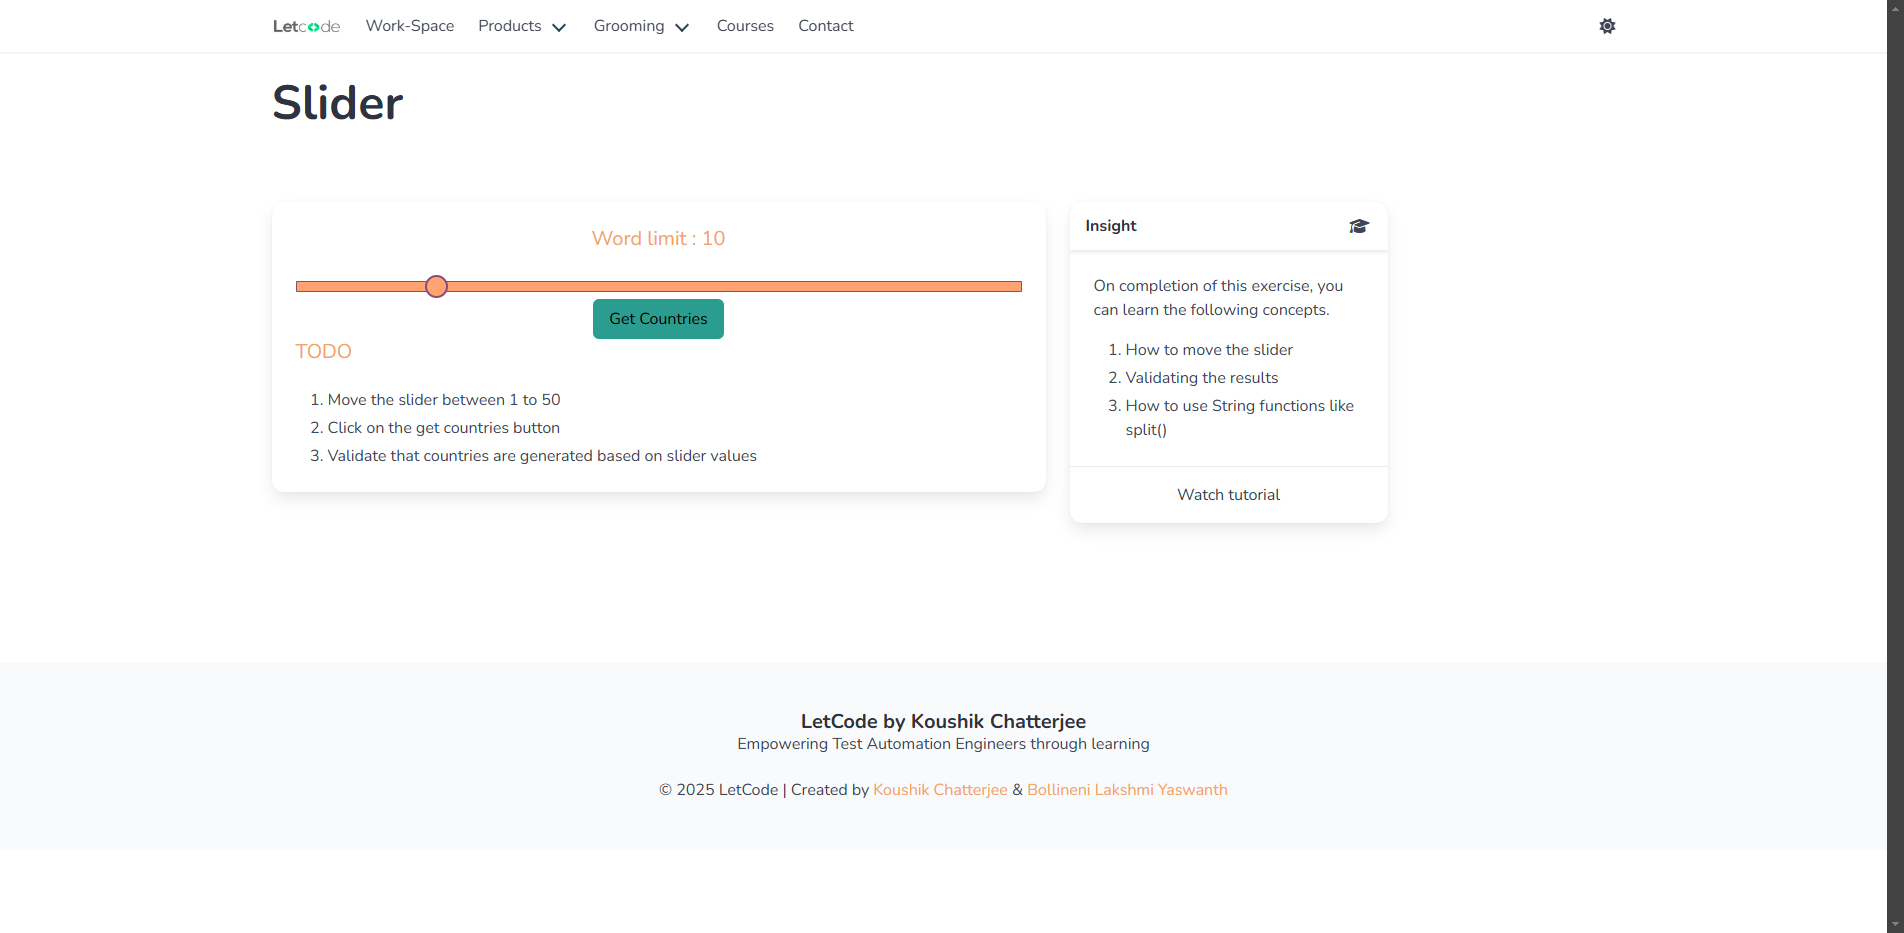 Letcode Work-Space Products Grooming Courses Contact
Slider
Word limit : 10
Get Countries
TODO
1. Move the slider between 1 to 50
2. Click on the get countries button
3. Validate that countries are generated based on slider values
Insight
On completion of this exercise, you
can learn the following concepts.
1. How to move the slider
2. Validating the results
3. How to use String functions like
split()
Watch tutorial
LetCode by Koushik Chatterjee
Empowering Test Automation Engineers through learning
© 2025 LetCode | Created by Koushik Chatterjee & Bollineni Lakshmi Yaswanth